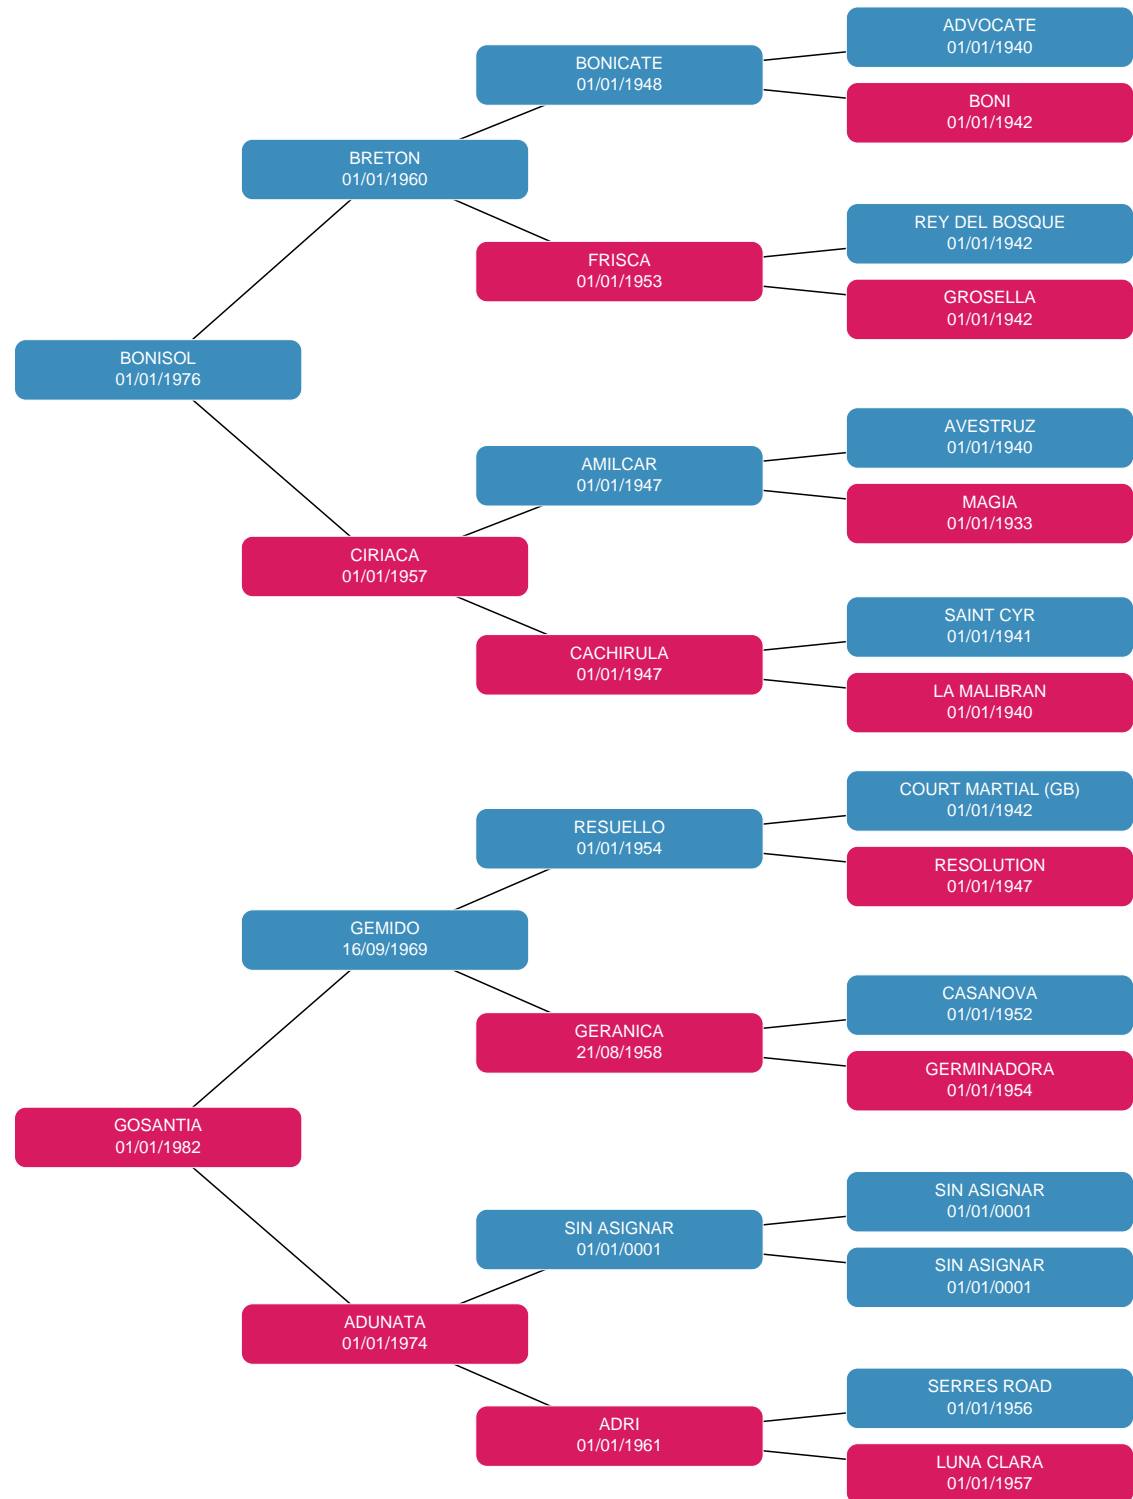 ADVOCATE
01/01/1940
BONICATE
01/01/1948
BONI
01/01/1942
BRETON
01/01/1960
REY DEL BOSQUE
01/01/1942
FRISCA
01/01/1953
GROSELLA
01/01/1942
BONISOL
01/01/1976
AVESTRUZ
01/01/1940
AMILCAR
01/01/1947
MAGIA
01/01/1933
CIRIACA
01/01/1957
SAINT CYR
01/01/1941
CACHIRULA
01/01/1947
LA MALIBRAN
01/01/1940
COURT MARTIAL (GB)
01/01/1942
RESUELLO
01/01/1954
RESOLUTION
01/01/1947
GEMIDO
16/09/1969
CASANOVA
01/01/1952
GERANICA
21/08/1958
GERMINADORA
01/01/1954
GOSANTIA
01/01/1982
SIN ASIGNAR
01/01/0001
SIN ASIGNAR
01/01/0001
SIN ASIGNAR
01/01/0001
ADUNATA
01/01/1974
SERRES ROAD
01/01/1956
ADRI
01/01/1961
LUNA CLARA
01/01/1957